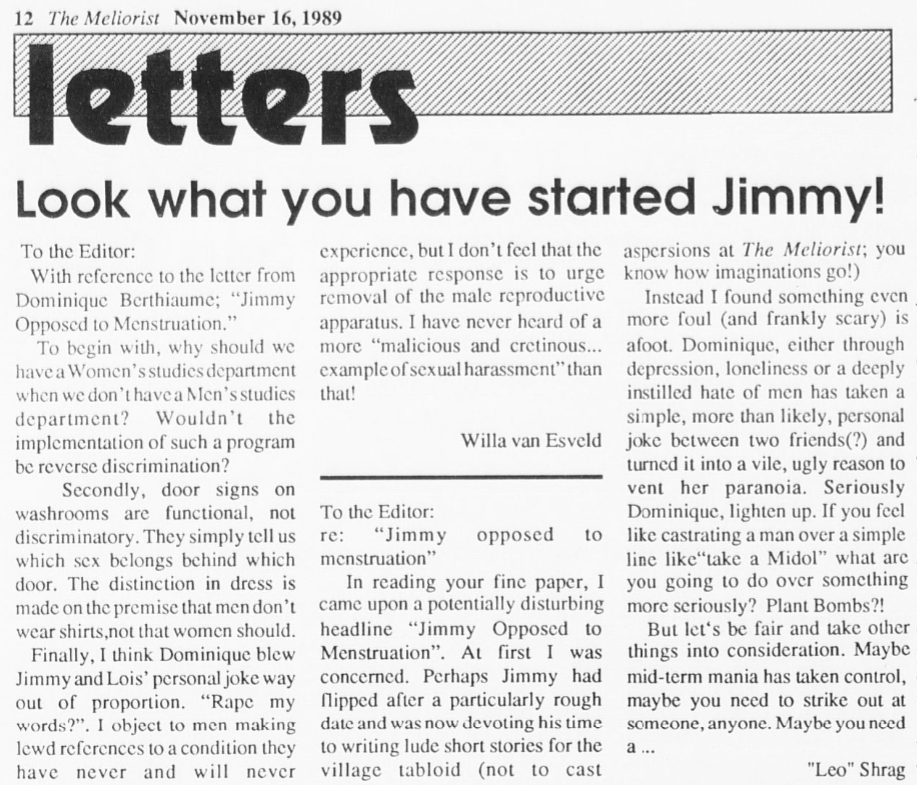 12 The Meliorist November 16, 1989
letters
Look what you have started Jimmy!
To the Editor:
With reference to the letter from
Dominique Berthiaume; "Jimmy
Opposed to Menstruation."
To begin with, why should we
have a Women's studies department
when we don't have a Men's studies
department? Wouldn't the
implementation of such a program
be reverse discrimination?
Secondly, door signs on
washrooms are functional, not
discriminatory. They simply tell us
which sex belongs behind which
door. The distinction in dress is
made on the premise that men don't
wear shirts,not that women should.
Finally, I think Dominique blew
Jimmy and Lois' personal joke way
out of proportion. "Rape my
words?". I object to men making
lewd references to a condition they
have never and will never
experience, but I don't feel that the
appropriate response is to urge
removal of the male reproductive
apparatus. I have never heard of a
more "malicious and cretinous...
example of sexual harassment" than
that!
Willa van Esveld
To the Editor:
re: "Jimmy opposed to
menstruation"
In reading your fine paper, I
came upon a potentially disturbing
headline "Jimmy Opposed to
Menstruation". At first I was
concerned. Perhaps Jimmy had
flipped after a particularly rough
date and was now devoting his time
to writing lude short stories for the
village tabloid (not to cast
aspersions at The Meliorist; you
know how imaginations go!)
Instead I found something even
more foul (and frankly scary) is
afoot. Dominique, either through
depression, loneliness or a deeply
instilled hate of men has taken a
simple, more than likely, personal
joke between two friends(?) and
turned it into a vile, ugly reason to
vent her paranoia. Seriously
Dominique, lighten up. If you feel
like castrating a man over a simple
line like"take a Midol" what are
you going to do over something
more seriously? Plant Bombs?!
But let's be fair and take other
things into consideration. Maybe
mid-term mania has taken control,
maybe you need to strike out at
someone, anyone. Maybe you need
a ...
"Leo" Shrag